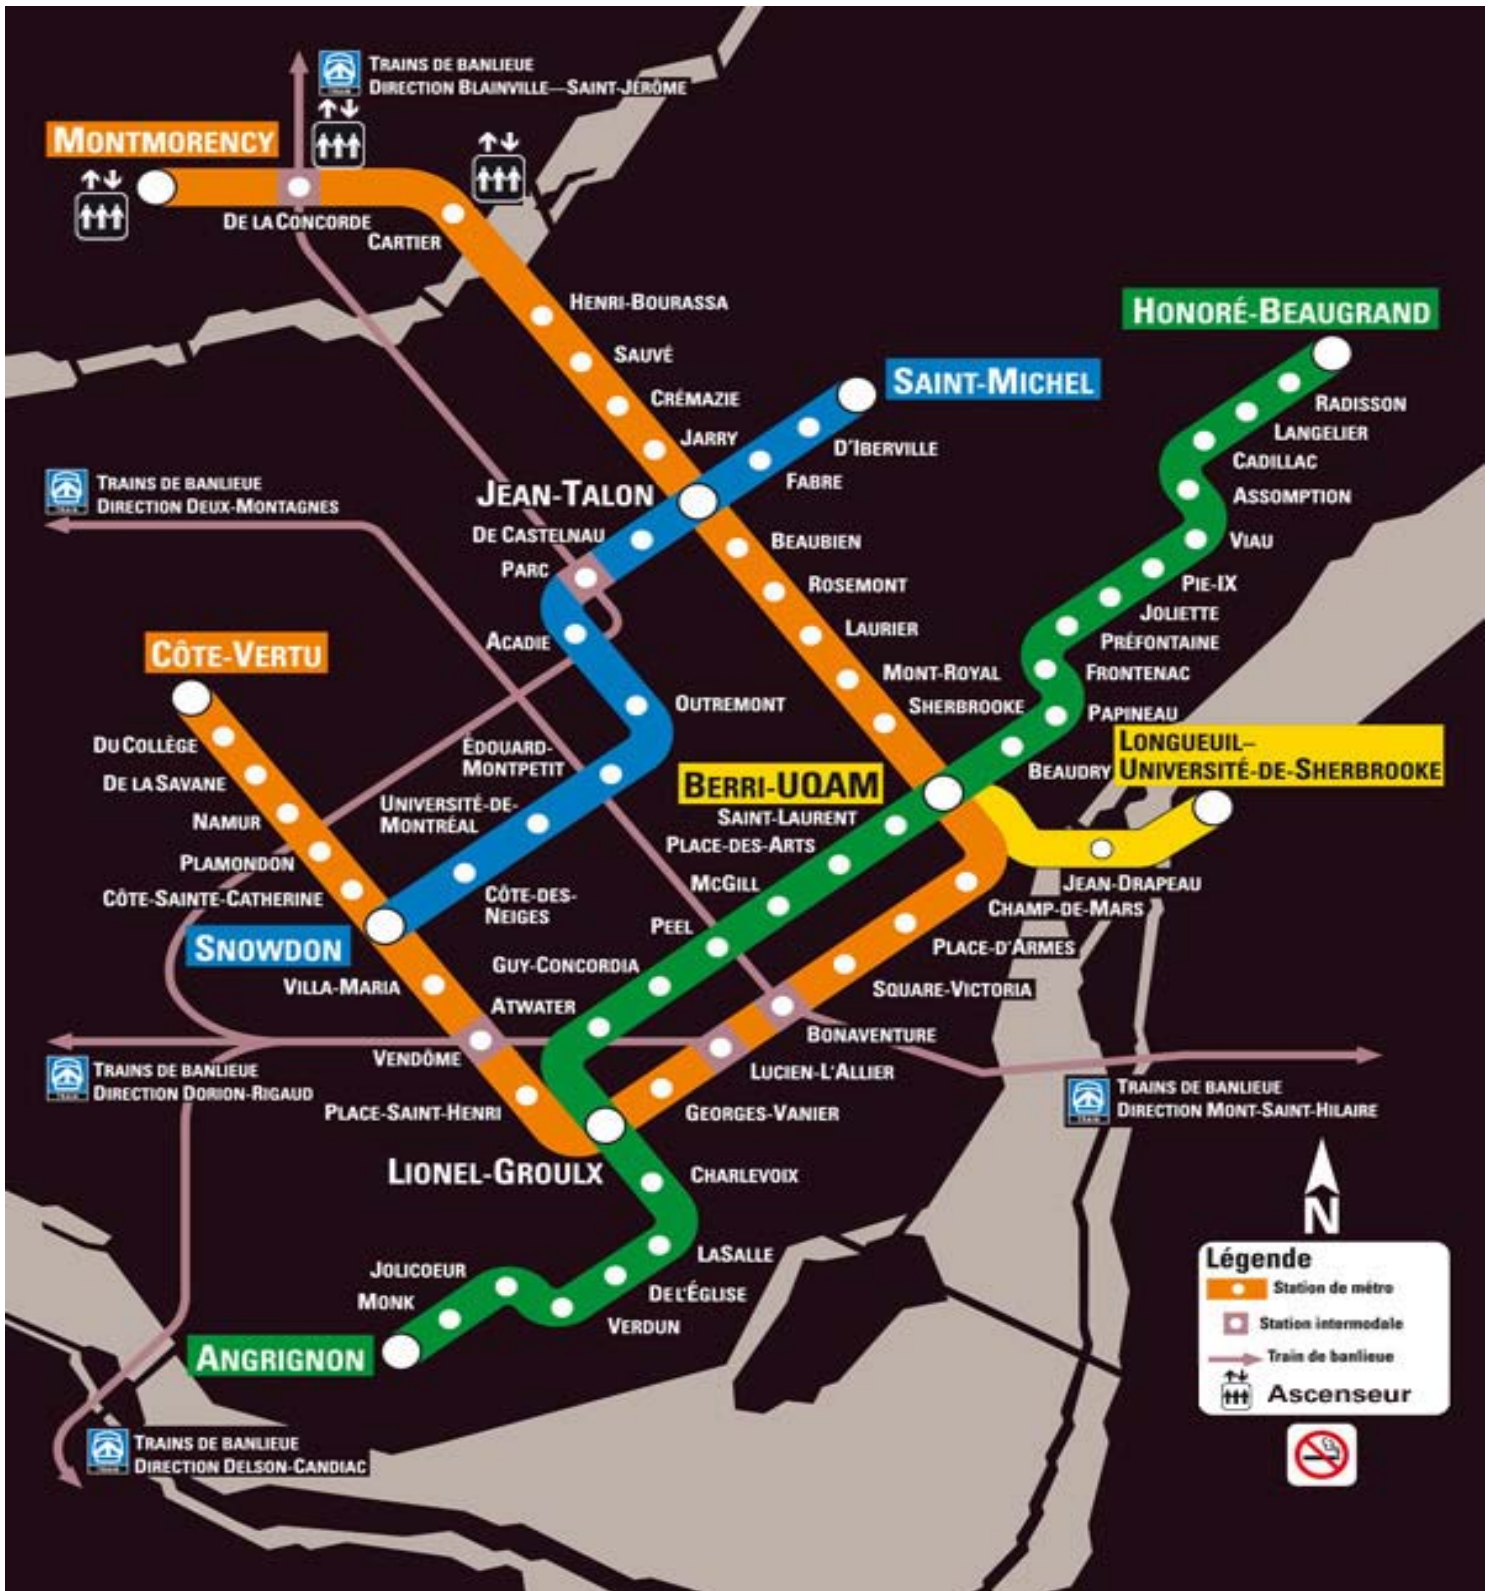 TRAINS DE BANLIEUE
DIRECTION BLAINVILLE—SAINT-JÉRÔME
MONTMORENCY
DE LA CONCORDE
CARTIER
HENRI-BOURASSA
HONORÉ-BEAUGRAND
SAUVÉ
SAINT-MICHEL
CRÉMAZIE
RADISSON
JARRY
LANGELIER
D'IBERVILLE
CADILLAC
TRAINS DE BANLIEUE
DIRECTION DEUX-MONTAGNES
FABRE
JEAN-TALON
ASSOMPTION
DE CASTELNAU
BEAUBIEN
VIAU
PARC
ROSEMONT
PIE-IX
JOLIETTE
LAURIER
ACADIE
PRÉFONTAINE
CÔTE-VERTU
MONT-ROYAL
FRONTENAC
OUTREMONT
SHERBROOKE
PAPINEAU
DU COLLÈGE
ÉDOUARD-
MONTPETIT
LONGUEUIL–
UNIVERSITÉ-DE-SHERBROOKE
BEAUDRY
DE LA SAVANE
BERRI-UQAM
UNIVERSITÉ-DE-
MONTRÉAL
NAMUR
SAINT-LAURENT
PLACE-DES-ARTS
PLAMONDON
MCGILL
JEAN-DRAPEAU
CÔTE-SAINTE-CATHERINE
CÔTE-DES-
NEIGES
CHAMP-DE-MARS
PEEL
SNOWDON
PLACE-D'ARMES
GUY-CONCORDIA
VILLA-MARIA
SQUARE-VICTORIA
ATWATER
BONAVENTURE
VENDÔME
TRAINS DE BANLIEUE
DIRECTION DORION-RIGAUD
LUCIEN-L'ALLIER
TRAINS DE BANLIEUE
DIRECTION MONT-SAINT-HILAIRE
PLACE-SAINT-HENRI
GEORGES-VANIER
LIONEL-GROULX
CHARLEVOIX
N
LASALLE
JOLICOEUR
DE L'ÉGLISE
MONK
VERDUN
ANGRIGNON
Légende
Station de métro
Station intermodale
Train de banlieue
Ascenseur
TRAINS DE BANLIEUE
DIRECTION DELSON-CANDIAC